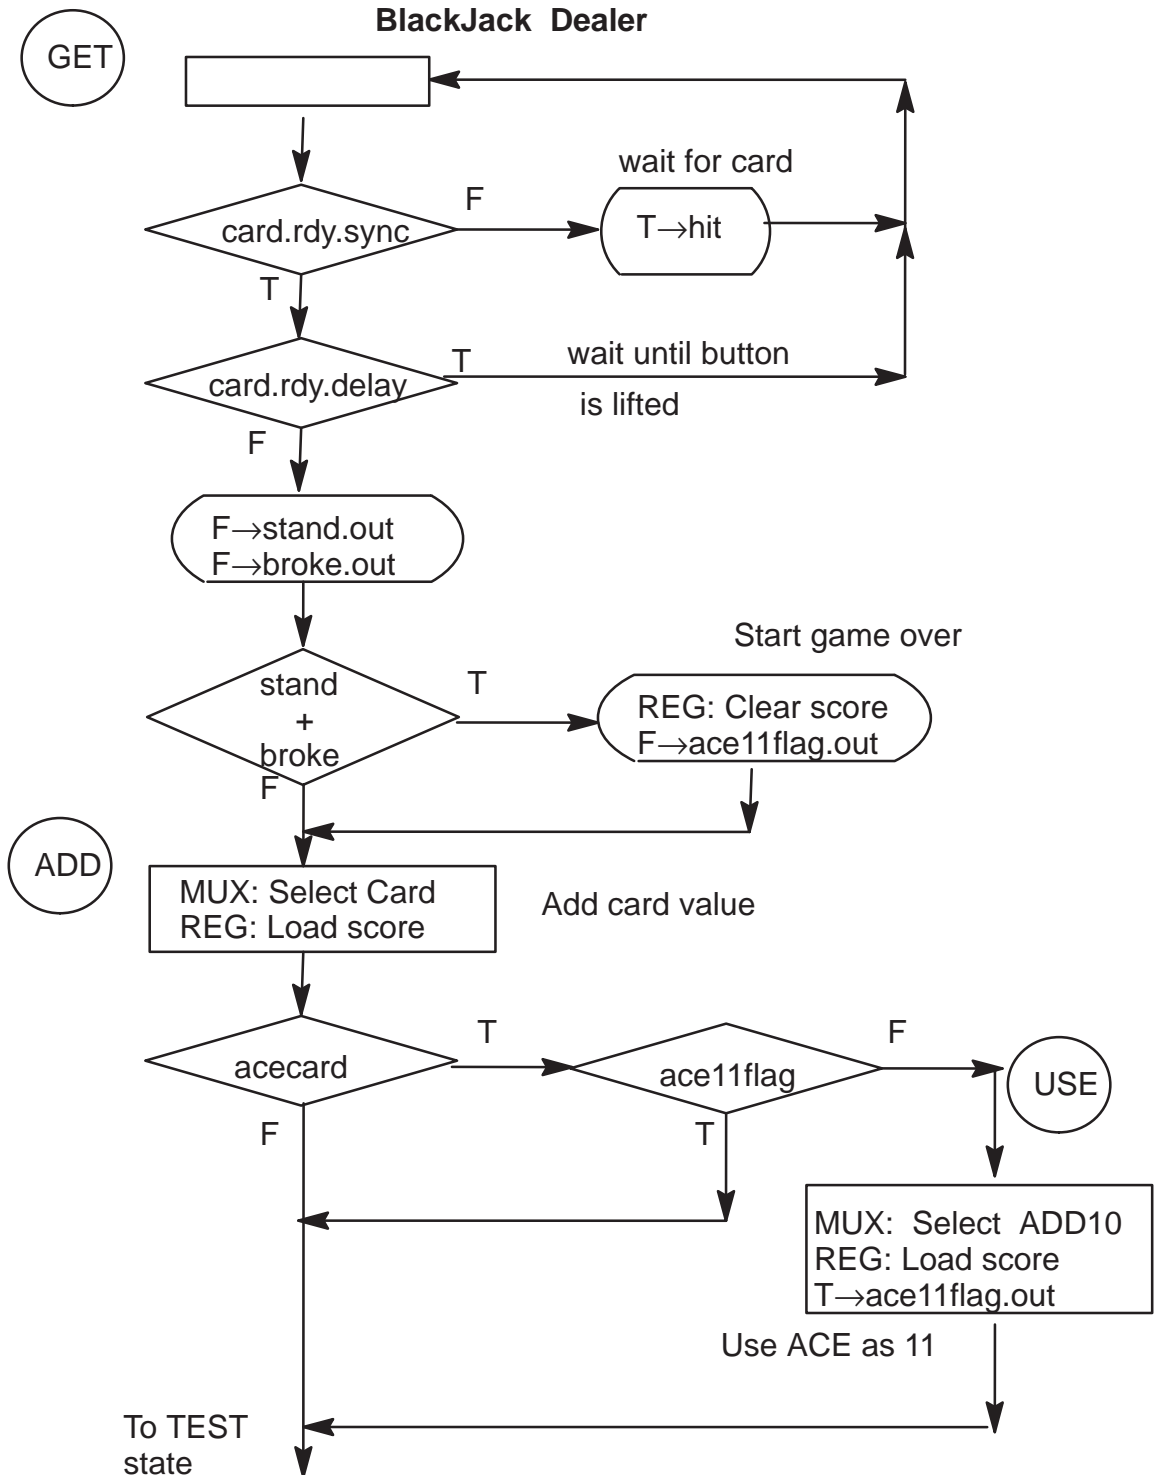 BlackJack Dealer
GET
wait for card
F
T→hit
card.rdy.sync
T
T
wait until button
card.rdy.delay
is lifted
F
F→stand.out
F→broke.out
Start game over
stand
+
broke
T
REG: Clear score
F→ace11flag.out
F
ADD
MUX: Select Card
REG: Load score
Add card value
T
F
acecard
ace11flag
USE
F
T
MUX: Select ADD10
REG: Load score
T→ace11flag.out
Use ACE as 11
To TEST
state